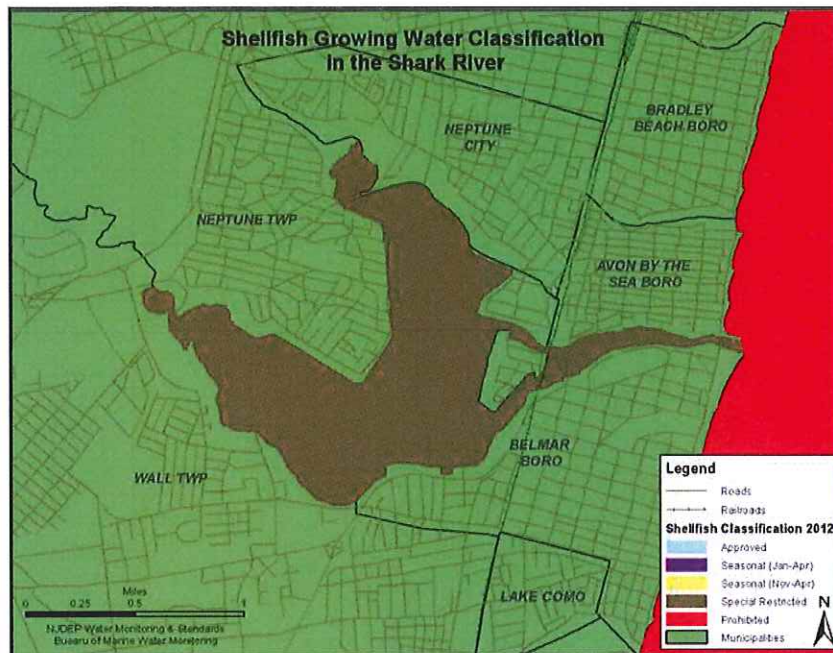 Shellfish Growing Water Classification
in the Shark River
BRADLEY
BEACH BORO
NEPTUNE
CITY
NEPTUNE TWP
AVON BY THE
SEA BORO
BELMAR
BORO
WALL TWP
LAKE COMO
Legend
Roads
Railroads
Shellfish Classification 2012
Approved
Seasonal (Jan-Apr)
Seasonal (Nov-Apr)
Special Restricted
Prohibited
Municipalities
N
Miles
0 0.25 0.5 1
NJDEP Water Monitoring & Standards
Bureau of Marine Water Monitoring